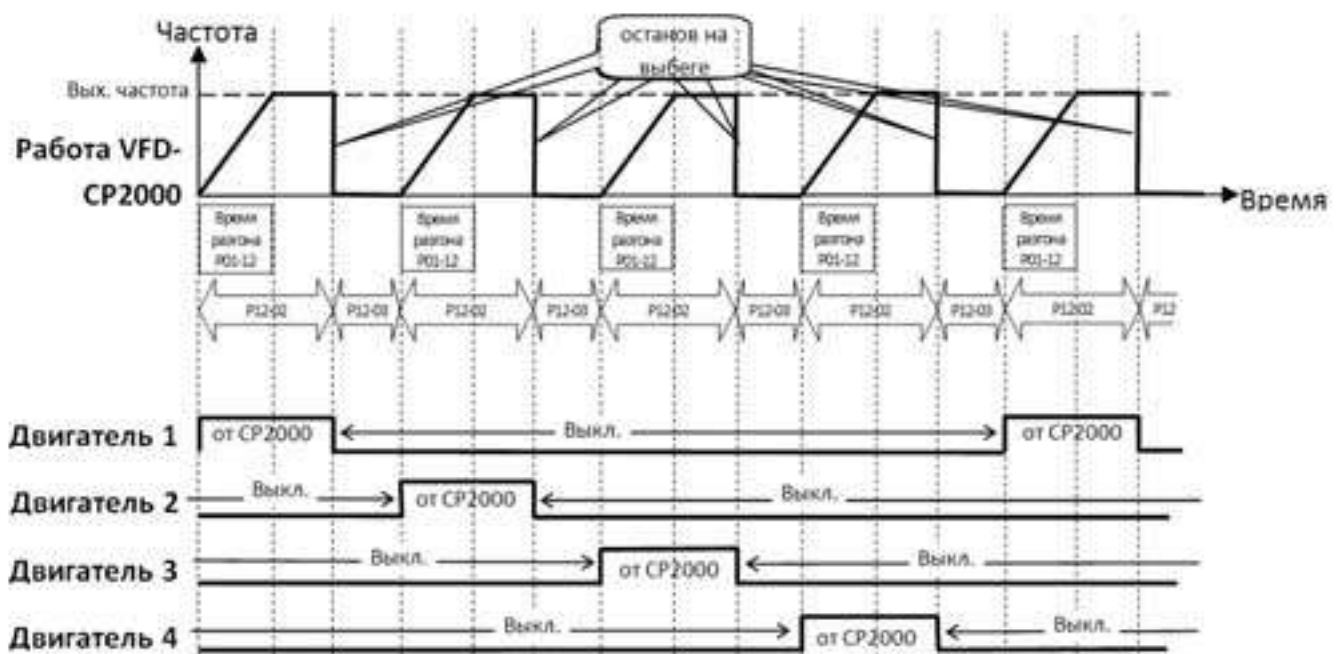 Частота
останов на
выбеге
Вых. частота
Работа VFD-
CP2000
Время
Время
разгона
P01-12
Время
разгона
P01-12
Время
разгона
P01-12
Время
разгона
P01-12
Время
разгона
P01-12
P12-02
P12-03
P12-02
P12-03
P12-02
P12-03
P12-02
P12-03
P12-02
P12
Двигатель 1
от CP2000
Выкл.
от CP2000
Двигатель 2
Выкл.
от CP2000
Выкл.
Двигатель 3
Выкл.
от CP2000
Выкл.
Двигатель 4
Выкл.
от CP2000
Выкл.